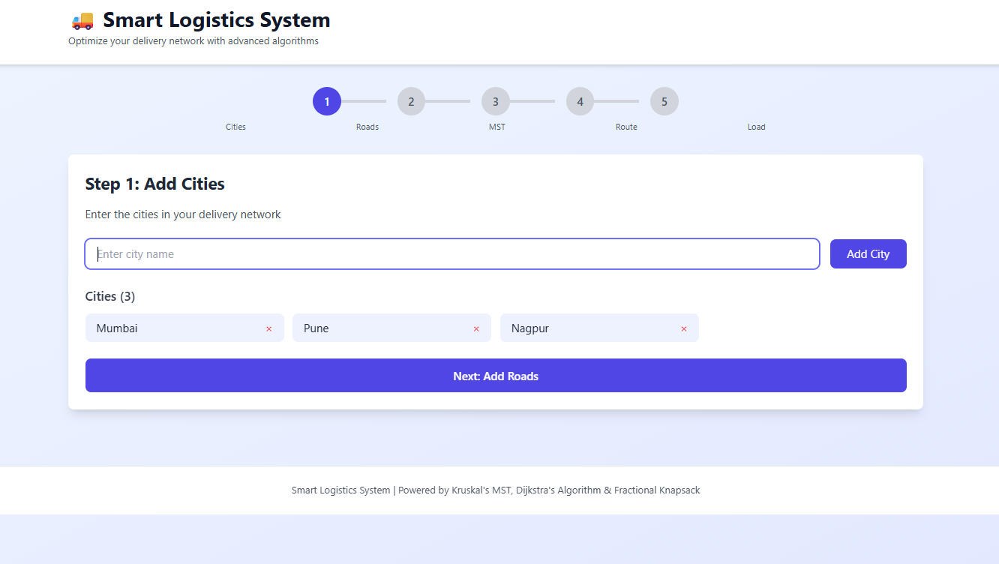 Smart Logistics System
Optimize your delivery network with advanced algorithms
1 2 3 4 5
Cities Roads MST Route Load
Step 1: Add Cities
Enter the cities in your delivery network
Enter city name Add City
Cities (3)
Mumbai × Pune × Nagpur ×
Next: Add Roads
Smart Logistics System | Powered by Kruskal's MST, Dijkstra's Algorithm & Fractional Knapsack